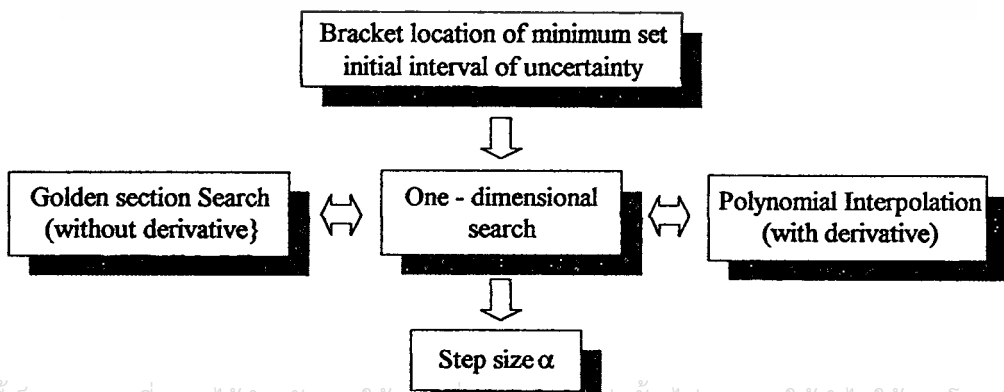 Bracket location of minimum set
initial interval of uncertainty
Golden section Search
(without derivative}
One - dimensional
search
Polynomial Interpolation
(with derivative)
Step size α